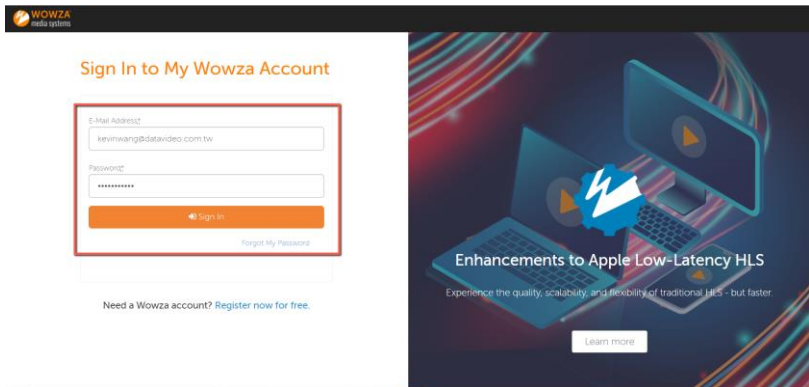 WOWZA
media systems
Sign In to My Wowza Account
E-Mail Address:*
kevinwang@datavideo.com.tw
Password:*
•••••••••••
Sign In
Forgot My Password
Need a Wowza account? Register now for free.
Enhancements to Apple Low-Latency HLS
Experience the quality, scalability, and flexibility of traditional HLS - but faster.
Learn more